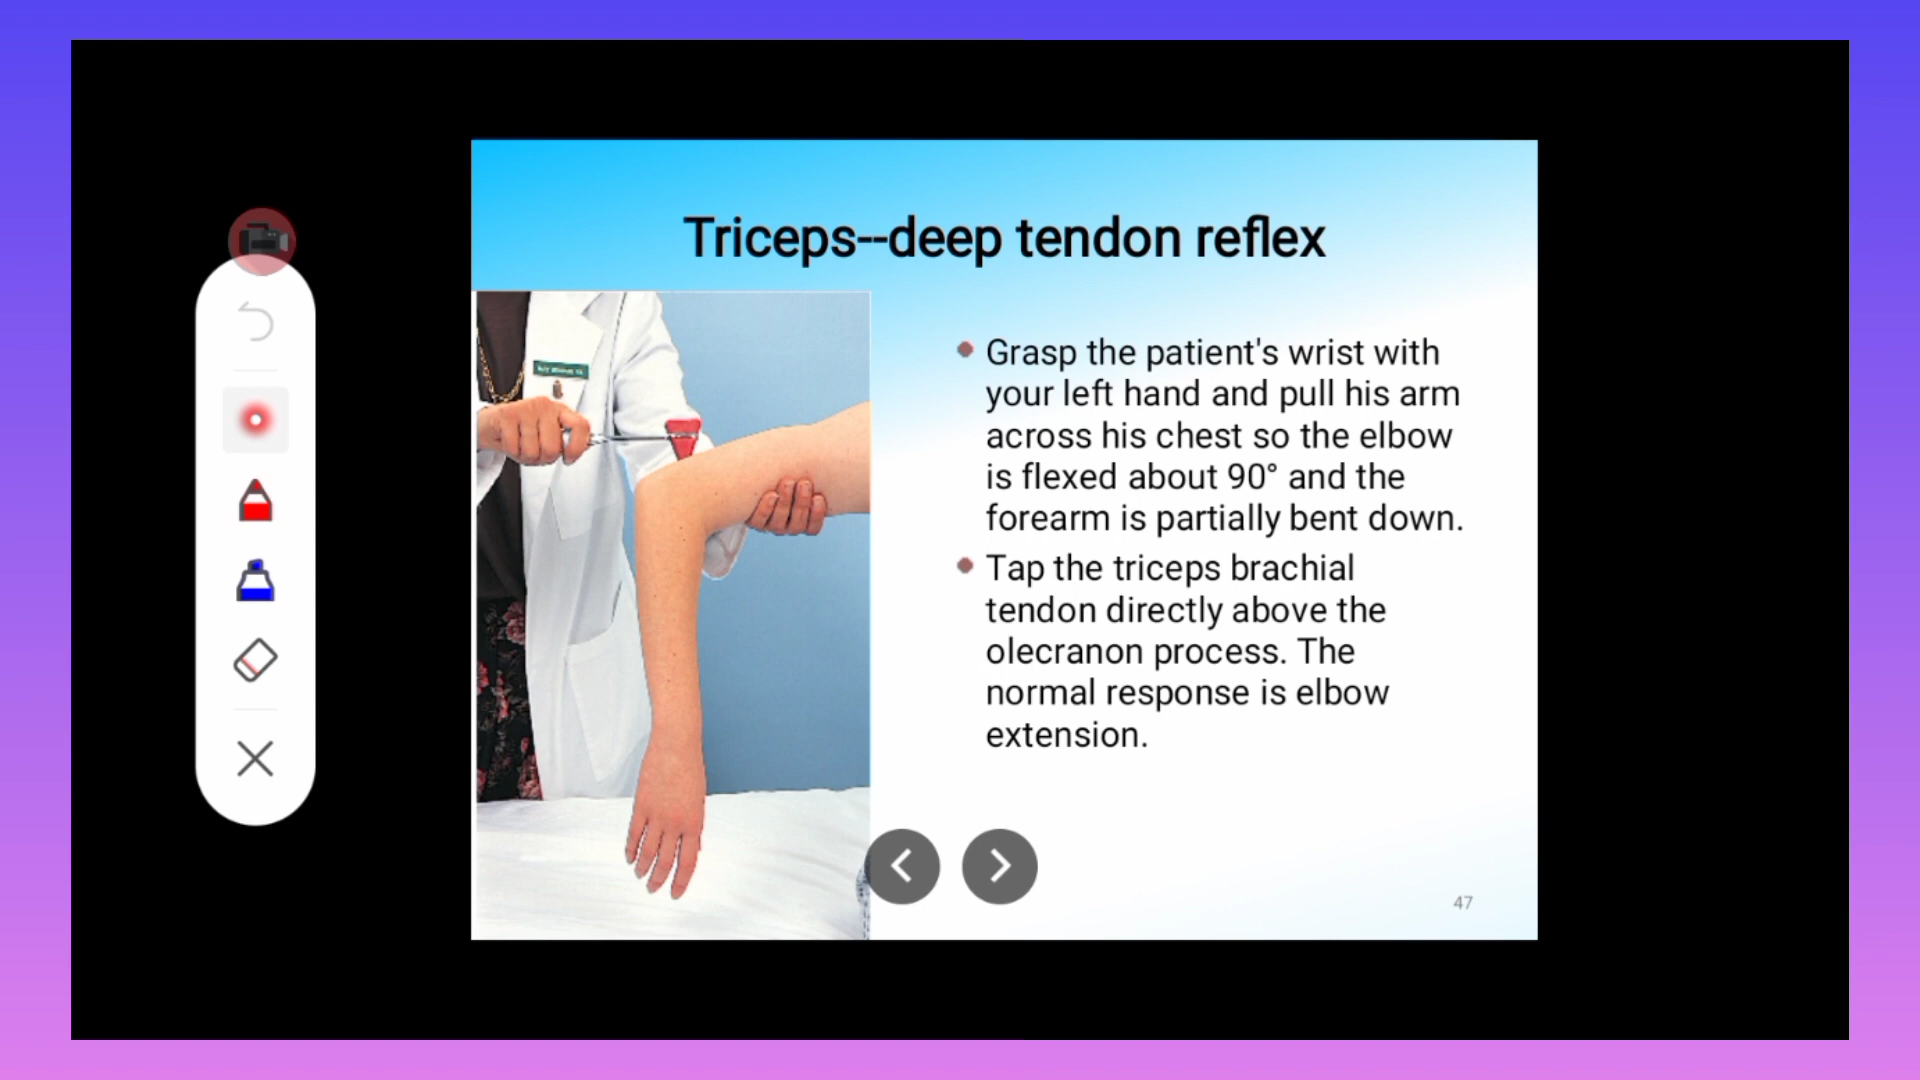 Triceps--deep tendon reflex
Grasp the patient's wrist with
your left hand and pull his arm
across his chest so the elbow
is flexed about 90° and the
forearm is partially bent down.
Tap the triceps brachial
tendon directly above the
olecranon process. The
normal response is elbow
extension.
47